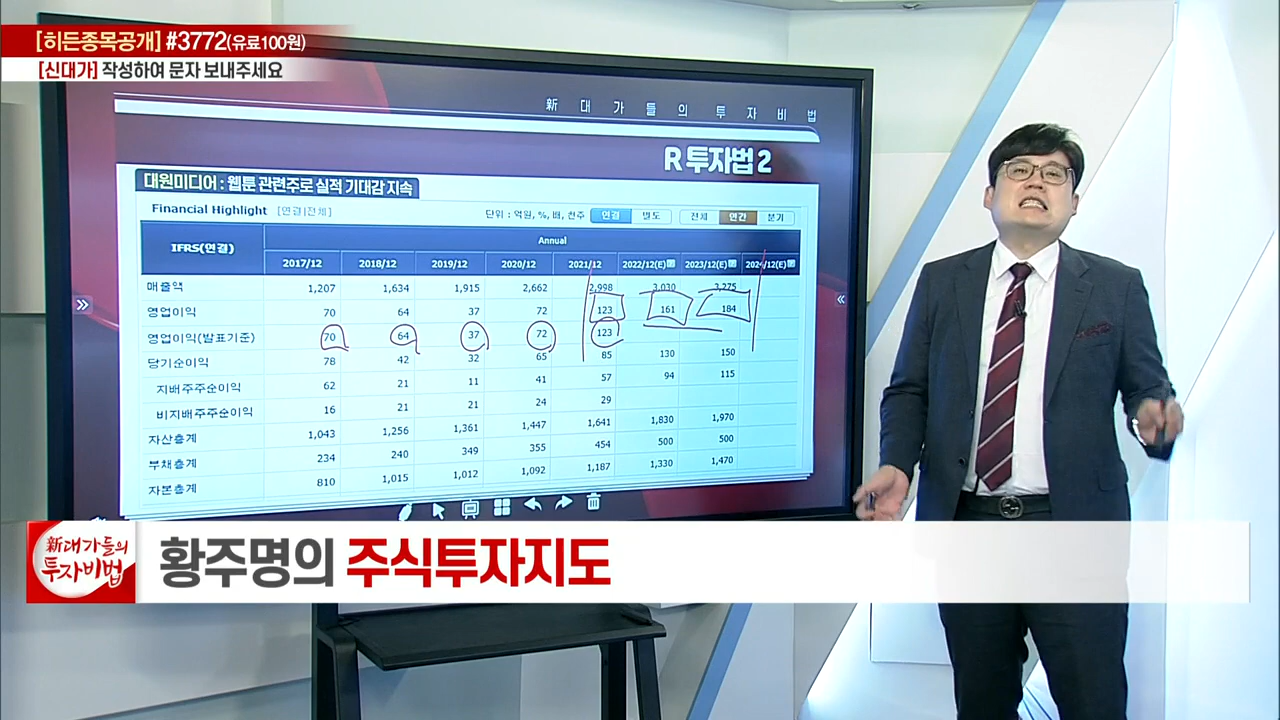 [히든종목공개] #3772(유료100원)
[신대가] 작성하여 문자 보내주세요
新 대 가 들 의 투 자 비 법
R 투자법 2
대원미디어 : 웹툰 관련주로 실적 기대감 지속
Financial Highlight [연결|전체] 단위 : 억원, %, 배, 천주 연결 별도 전체 연간 분기
IFRS(연결) Annual
2017/12 2018/12 2019/12 2020/12 2021/12 2022/12(E) 2023/12(E) 2024/12(E)
매출액 1,207 1,634 1,915 2,662 2,998 3,030 3,275
영업이익 70 64 37 72 123 161 184
영업이익(발표기준) 70 64 37 72 123
당기순이익 78 42 32 65 85 130 150
지배주주순이익 62 21 11 41 57 94 115
비지배주주순이익 16 21 21 24 29
자산총계 1,043 1,256 1,361 1,447 1,641 1,830 1,970
부채총계 234 240 349 355 454 500 500
자본총계 810 1,015 1,012 1,092 1,187 1,330 1,470
新대가들의
투자비법
황주명의 주식투자지도